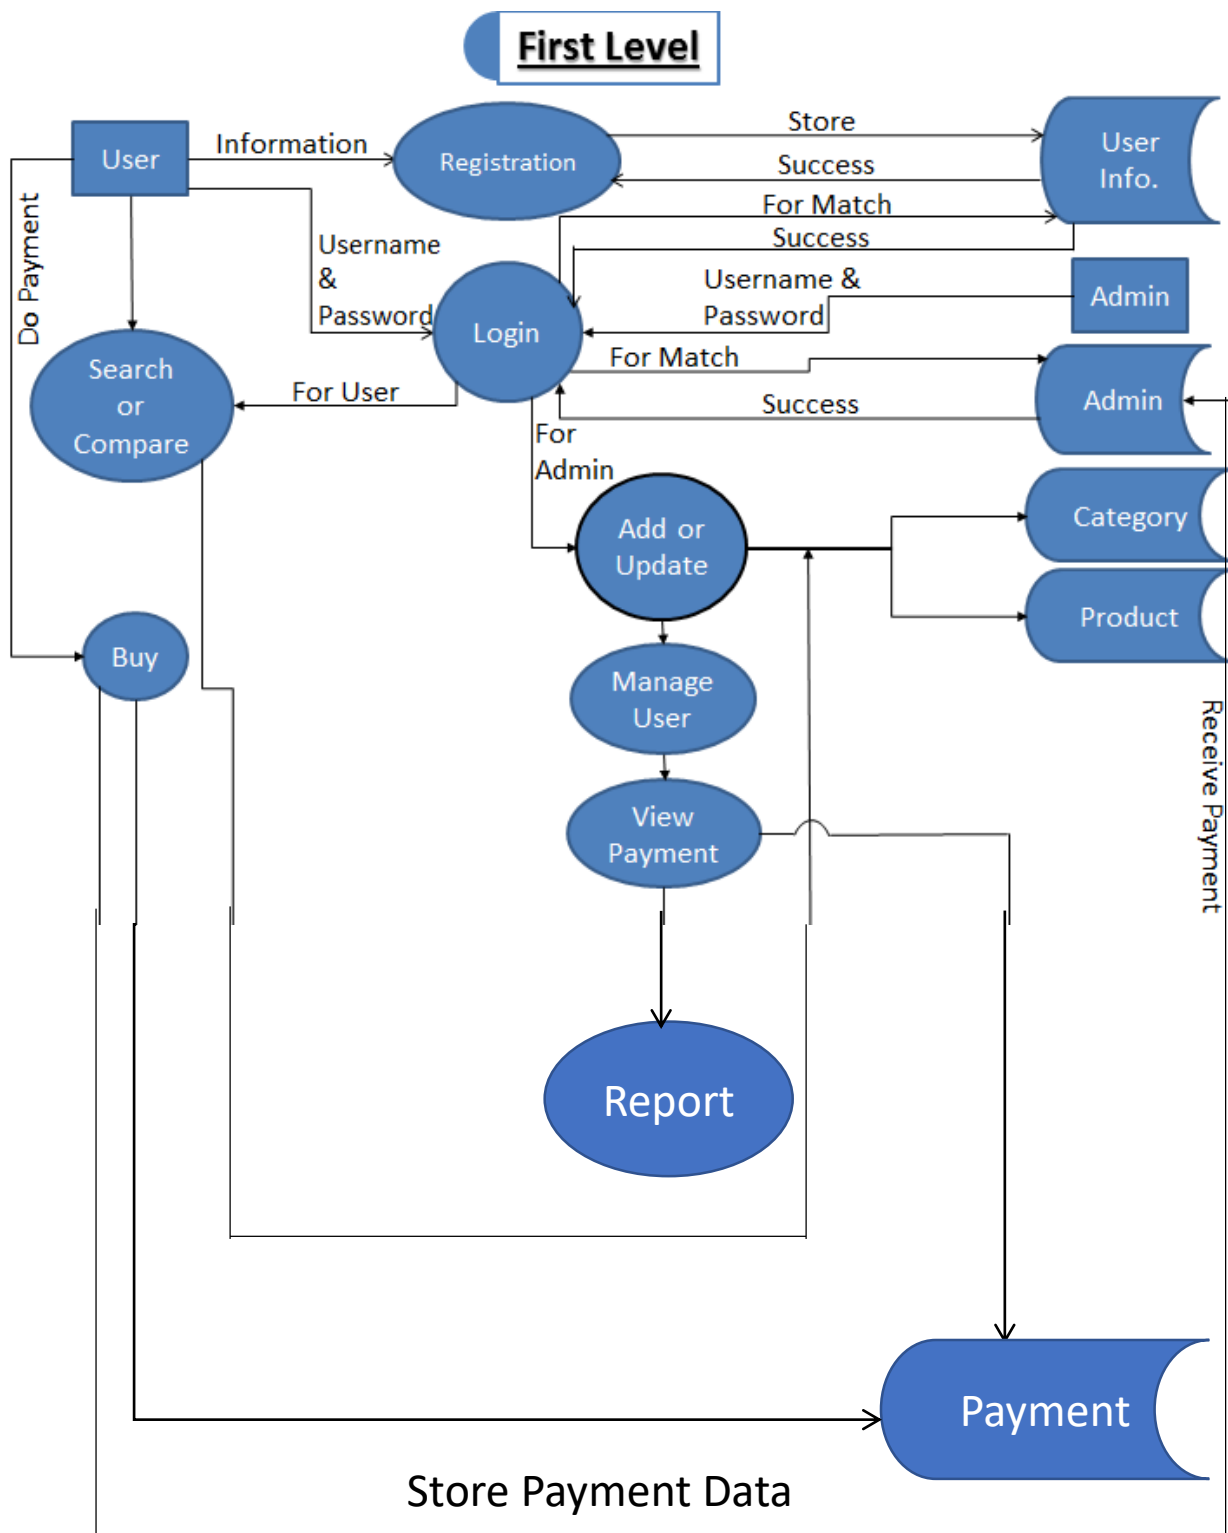 First Level
User
Information
Registration
Store
Success
User
Info.
For Match
Success
Do Payment
Username
&
Password
Login
Username &
Password
Admin
Search
or
Compare
For User
For Match
Success
Admin
For
Admin
Add or
Update
Category
Product
Buy
Manage
User
Receive Payment
View
Payment
Report
Payment
Store Payment Data